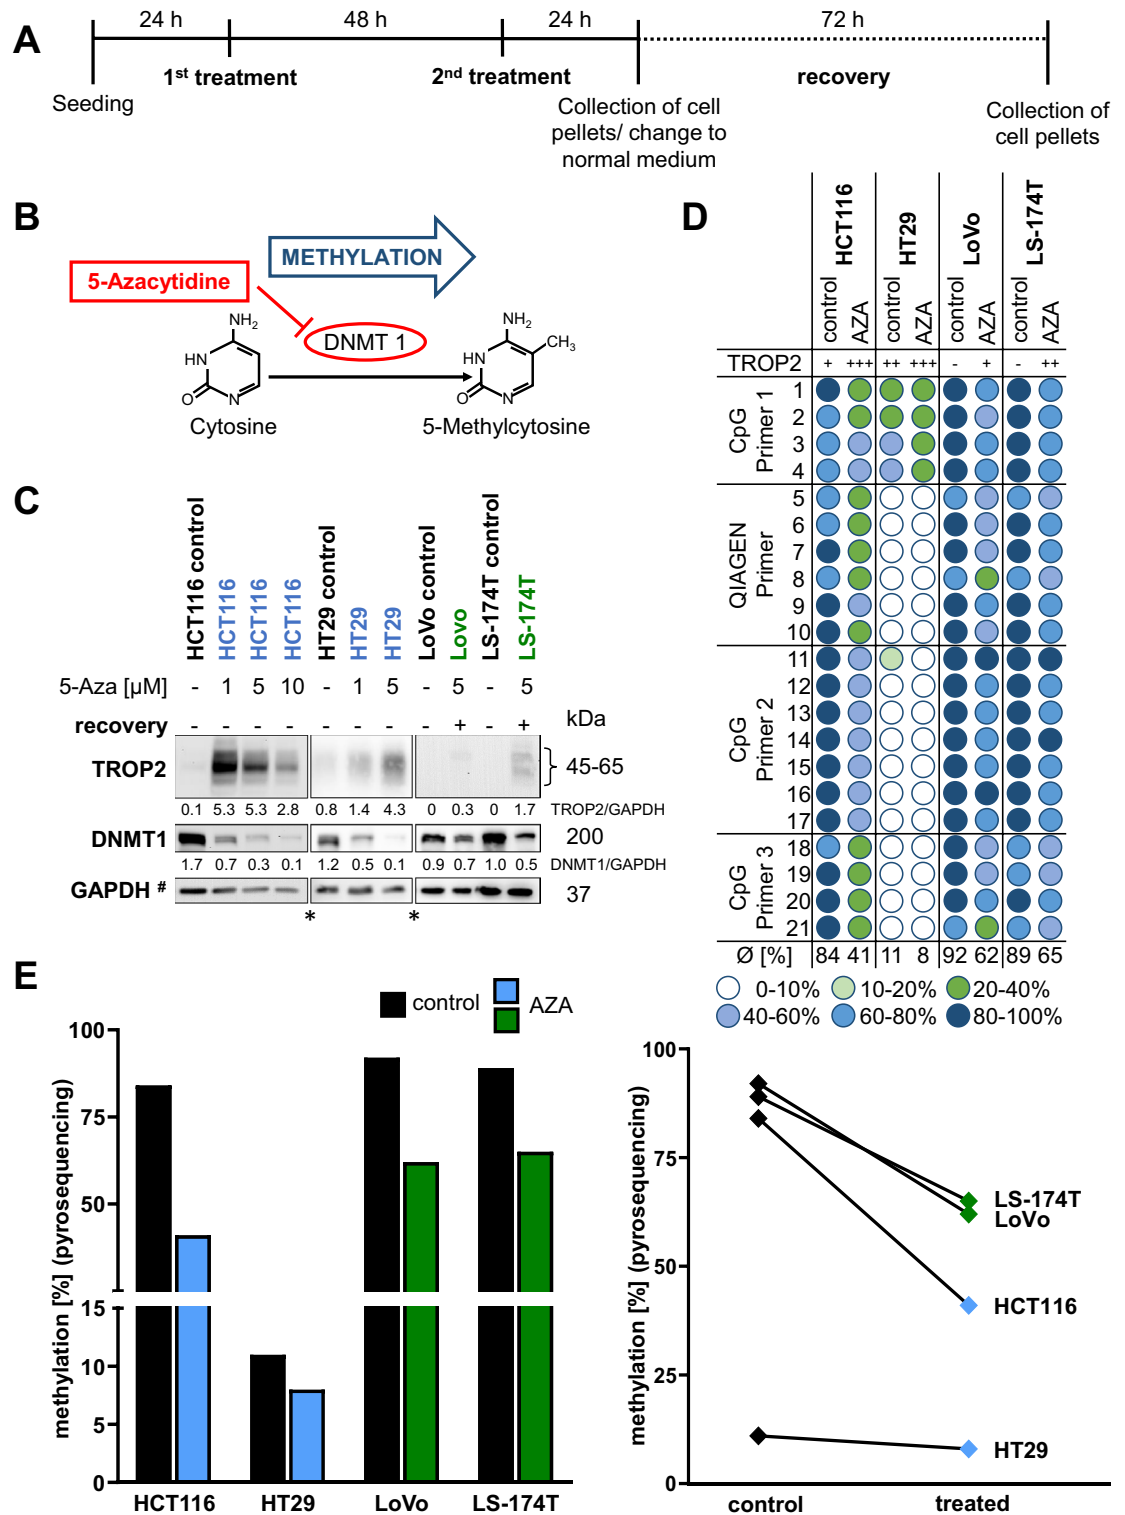 A
24 h 48 h 24 h 72 h
1st treatment 2nd treatment recovery
Seeding
Collection of cell
pellets/ change to
normal medium
Collection of
cell pellets
B
METHYLATION
5-Azacytidine
DNMT 1
NH2
HN
O
N
Cytosine
NH2
CH3
HN
O
N
5-Methylcytosine
C
HCT116 control
HCT116
HCT116
HCT116
HT29 control
HT29
HT29
LoVo control
Lovo
LS-174T control
LS-174T
5-Aza [µM] - 1 5 10 - 1 5 - 5 - 5
recovery - - - - - - - - + - + kDa
TROP2 45-65
0.1 5.3 5.3 2.8 0.8 1.4 4.3 0 0.3 0 1.7 TROP2/GAPDH
DNMT1 200
1.7 0.7 0.3 0.1 1.2 0.5 0.1 0.9 0.7 1.0 0.5 DNMT1/GAPDH
GAPDH # 37
* *
D
HCT116 HT29 LoVo LS-174T
control AZA control AZA control AZA control AZA
TROP2 + +++ ++ +++ - + - ++
CpG
Primer 1
1
2
3
4
QIAGEN
Primer
5
6
7
8
9
10
CpG
Primer 2
11
12
13
14
15
16
17
CpG
Primer 3
18
19
20
21
Ø [%] 84 41 11 8 92 62 89 65
0-10% 10-20% 20-40%
40-60% 60-80% 80-100%
E
control AZA
methylation [%] (pyrosequencing)
100
75
50
15
10
5
0
HCT116 HT29 LoVo LS-174T
methylation [%] (pyrosequencing)
100
75
50
25
0
LS-174T
LoVo
HCT116
HT29
control treated